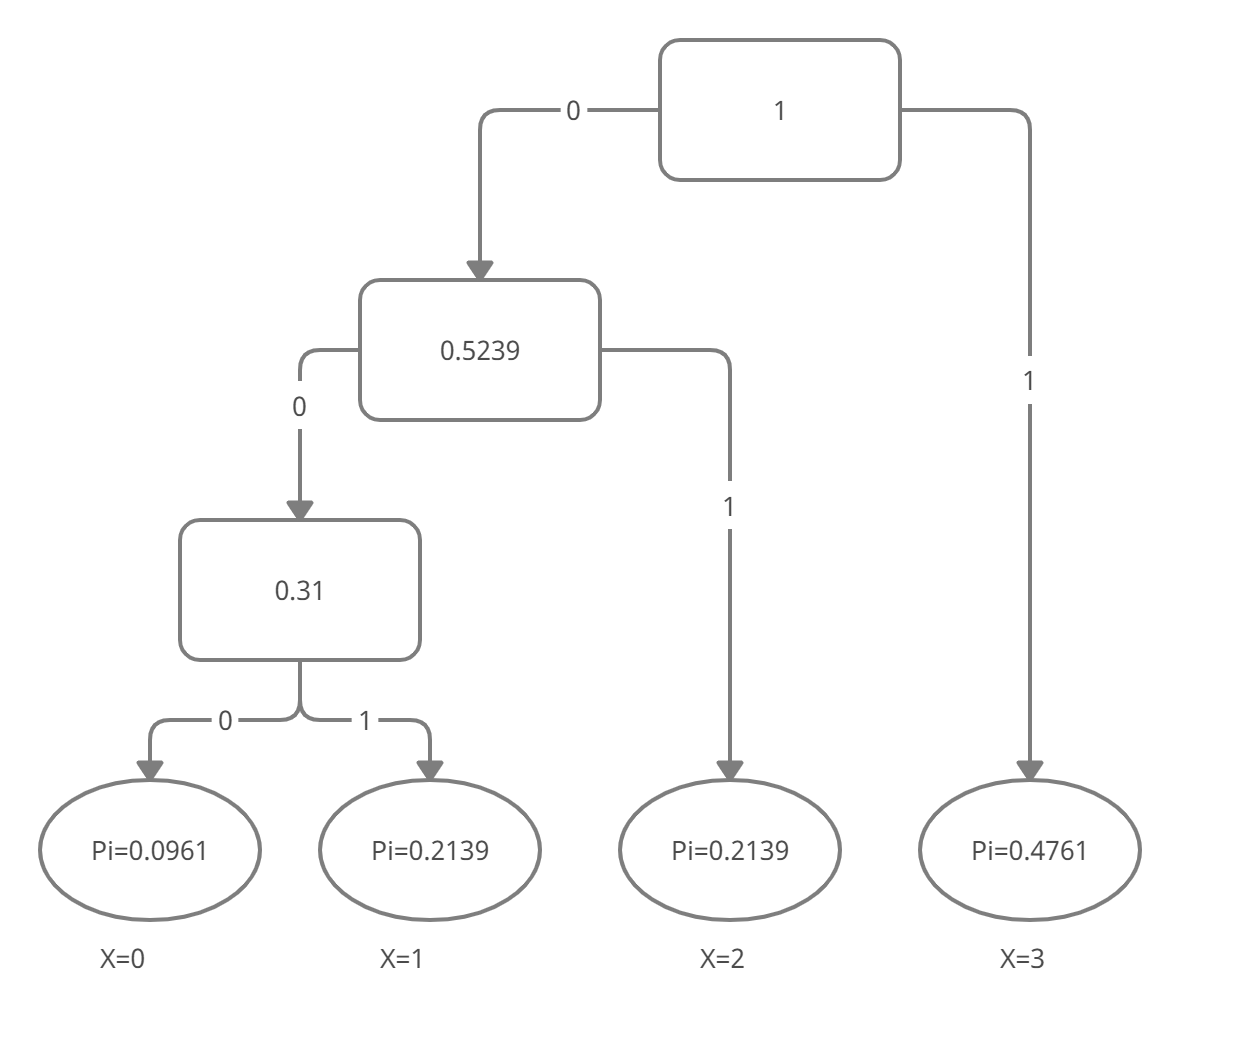 1
0
0.5239
0
1
1
0.31
0
1
Pi=0.0961
Pi=0.2139
Pi=0.2139
Pi=0.4761
X=0
X=1
X=2
X=3